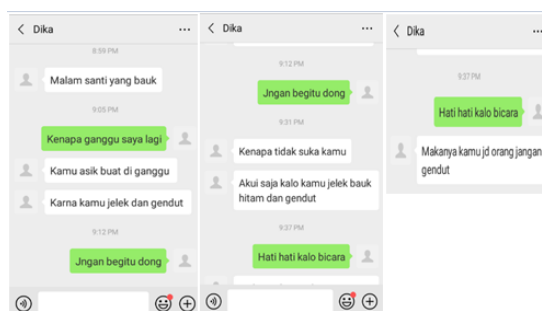 Dika
8:59 PM
Malam santi yang bauk
9:05 PM
Kenapa ganggu saya lagi
Kamu asik buat di ganggu
Karna kamu jelek dan gendut
9:12 PM
Jngan begitu dong
Dika
9:12 PM
Jngan begitu dong
9:31 PM
Kenapa tidak suka kamu
Akui saja kalo kamu jelek bauk
hitam dan gendut
9:37 PM
Hati hati kalo bicara
Dika
9:37 PM
Hati hati kalo bicara
Makanya kamu jd orang jangan
gendut